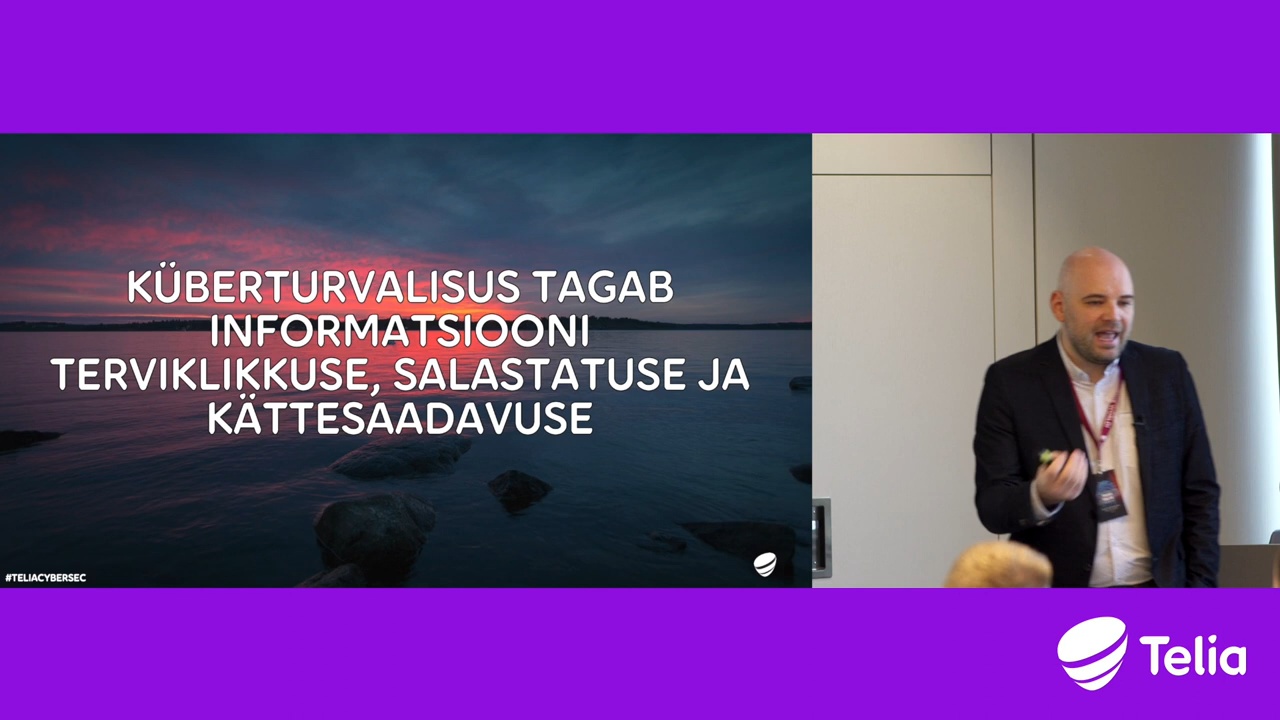 KÜBERTURVALISUS TAGAB
INFORMATSIOONI
TERVIKLIKKUSE, SALASTATUSE JA
KÄTTESAADAVUSE
#TELIACYBERSEC
Telia